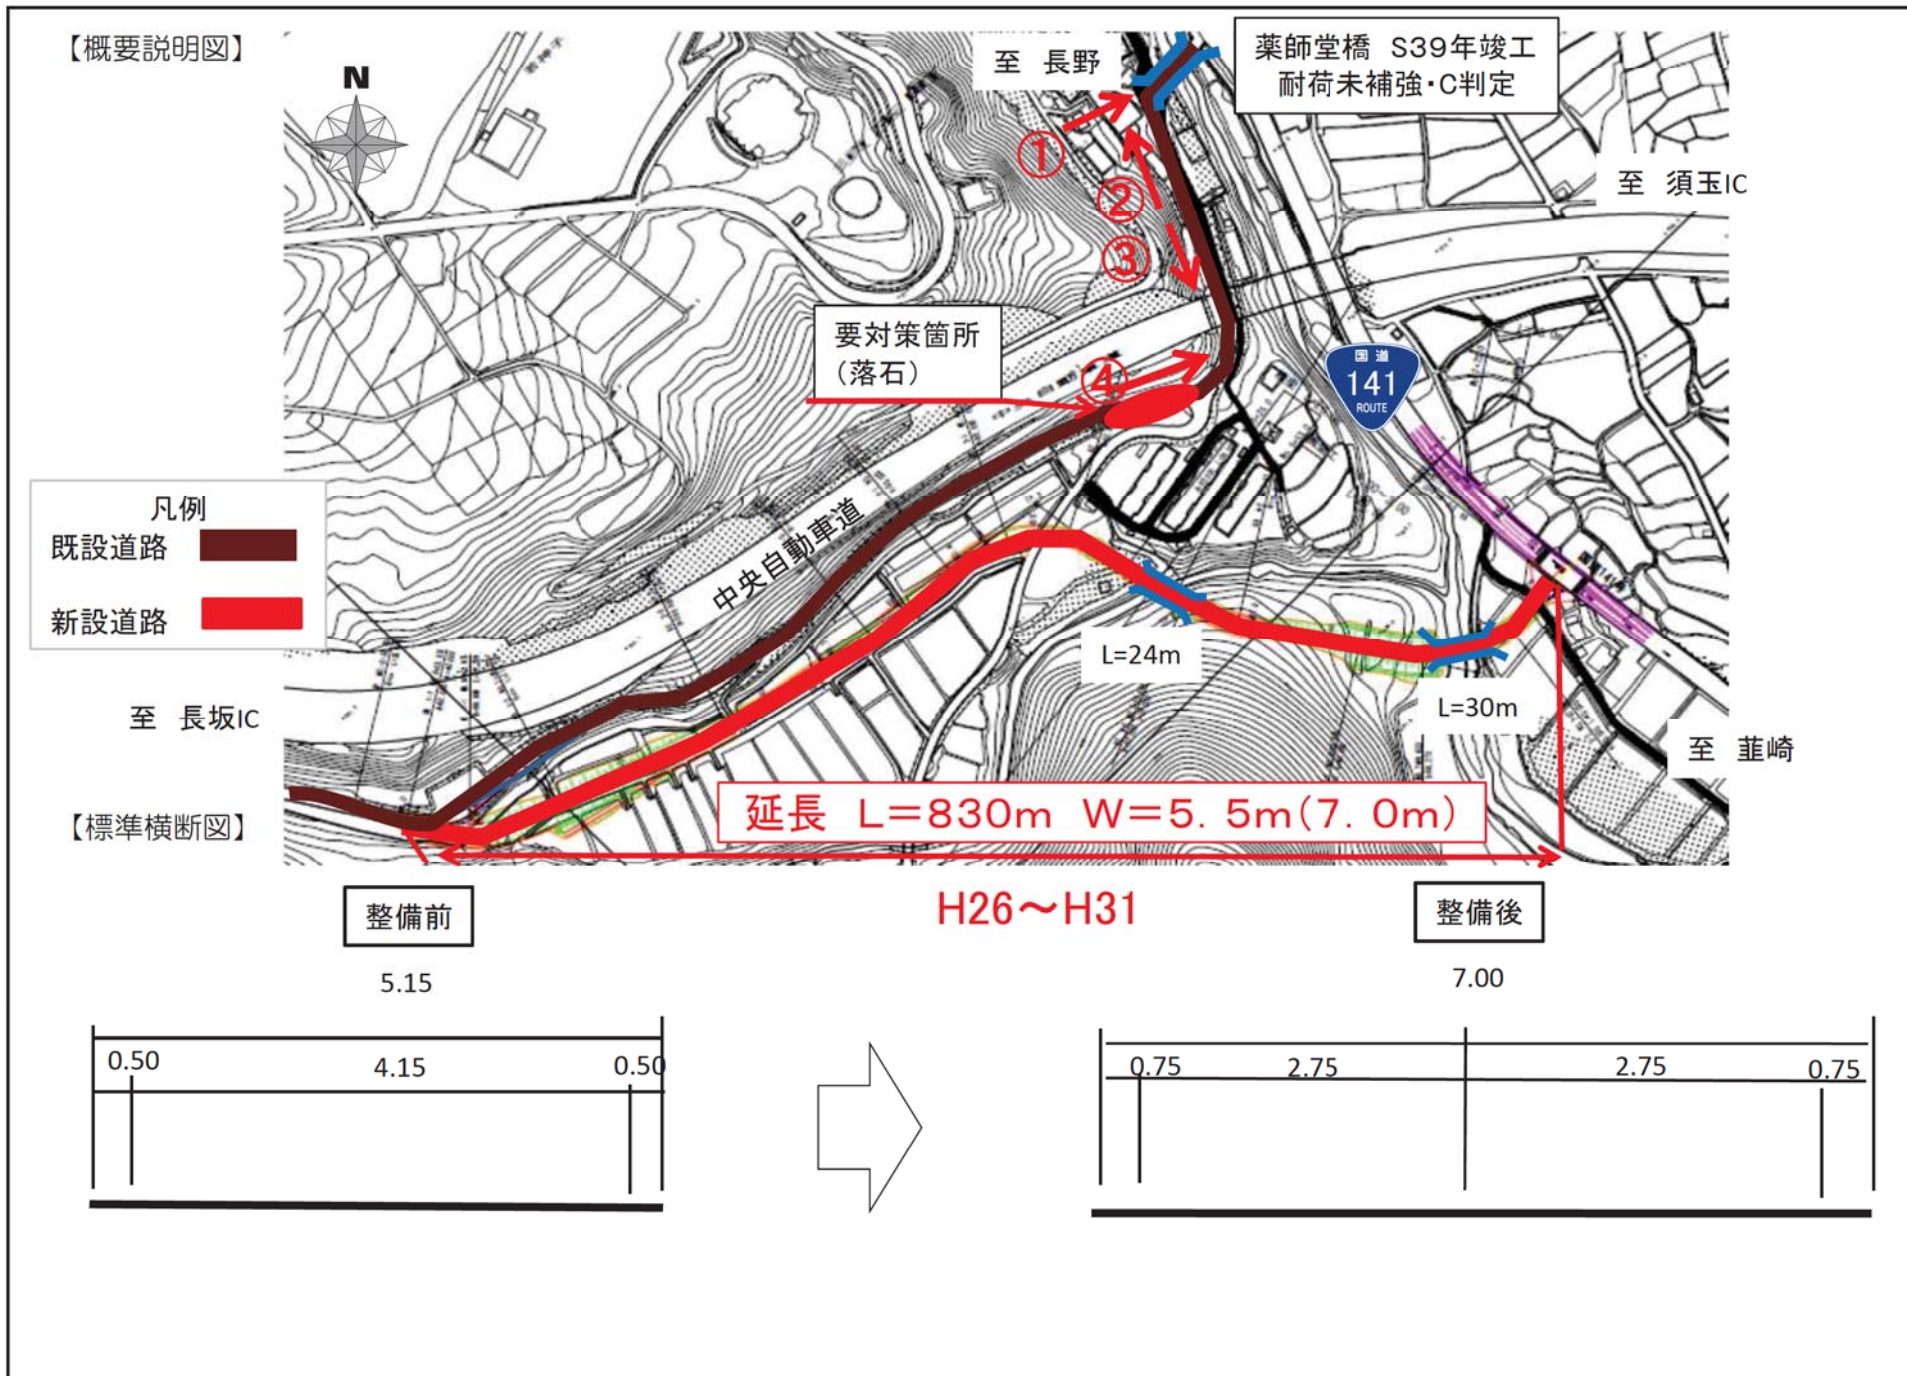 【概要説明図】
N
至 長野
薬師堂橋 S39年竣工
耐荷未補強・C判定
至 須玉IC
①
②
③
④
要対策箇所
（落石）
国道
141
ROUTE
凡例
既設道路
新設道路
中央自動車道
L=24m
L=30m
至 長坂IC
至 韮崎
【標準横断図】
延長 L＝830m W＝5．5m（7．0m）
H26～H31
整備前
整備後
5.15
7.00
0.50
4.15
0.50
0.75
2.75
2.75
0.75